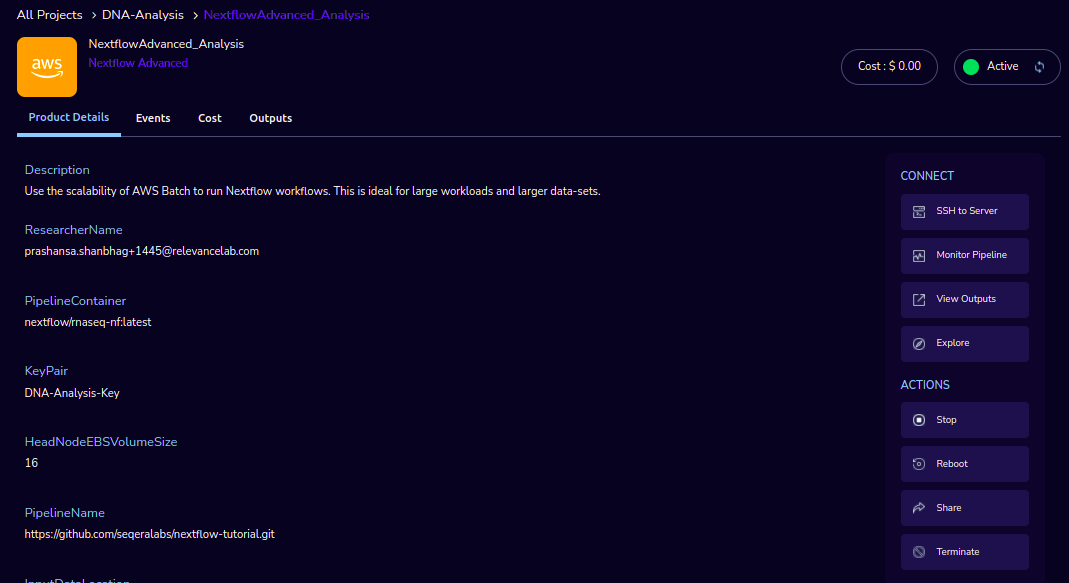 All Projects > DNA-Analysis > NextflowAdvanced_Analysis
aws
NextflowAdvanced_Analysis
Nextflow Advanced
Cost : $ 0.00
Active
Product Details
Events
Cost
Outputs
Description
Use the scalability of AWS Batch to run Nextflow workflows. This is ideal for large workloads and larger data-sets.
ResearcherName
prashansa.shanbhag+1445@relevancelab.com
PipelineContainer
nextflow/rnaseq-nf:latest
KeyPair
DNA-Analysis-Key
HeadNodeEBSVolumeSize
16
PipelineName
https://github.com/seqeralabs/nextflow-tutorial.git
InputDataLocation
CONNECT
SSH to Server
Monitor Pipeline
View Outputs
Explore
ACTIONS
Stop
Reboot
Share
Terminate